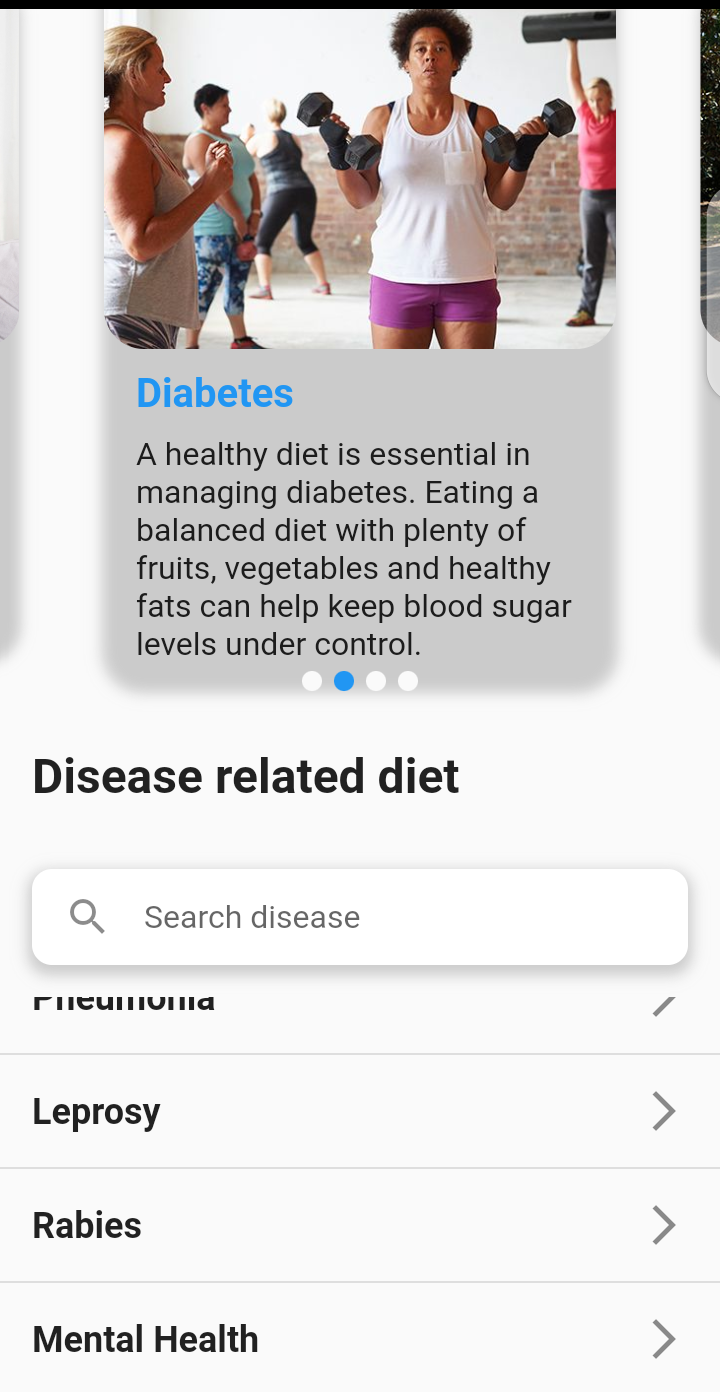 Diabetes
A healthy diet is essential in
managing diabetes. Eating a
balanced diet with plenty of
fruits, vegetables and healthy
fats can help keep blood sugar
levels under control.
Disease related diet
Search disease
Pneumonia
Leprosy
Rabies
Mental Health